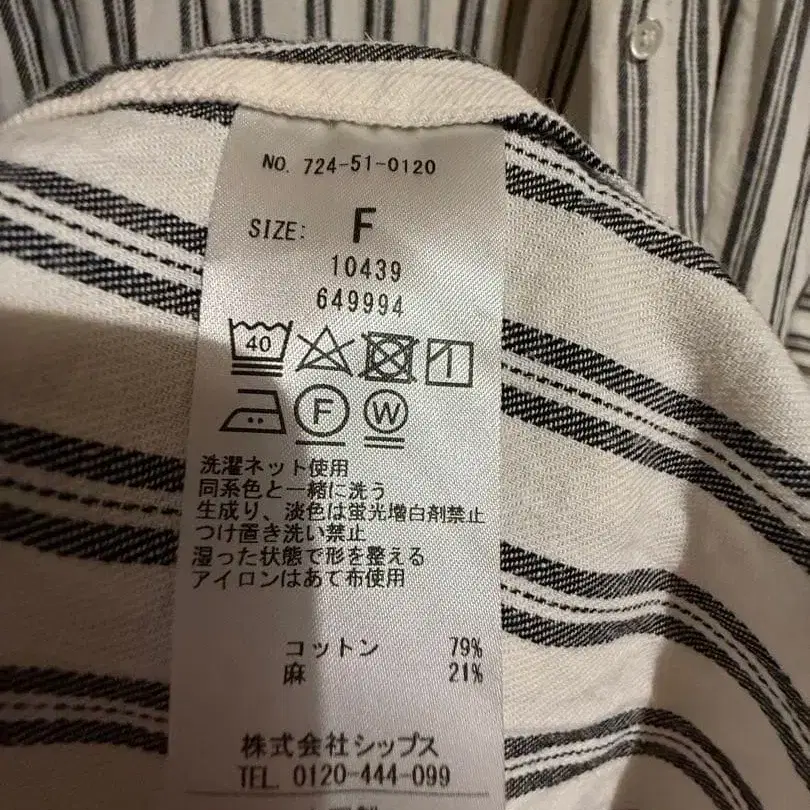 NO. 724-51-0120
SIZE: F
10439
649994
40
F W
洗濯ネット使用
同系色と一緒に洗う
生成り、淡色は蛍光増白剤禁止
つけ置き洗い禁止
湿った状態で形を整える
アイロンはあて布使用
コットン 79%
麻 21%
株式会社シップス
TEL. 0120-444-099